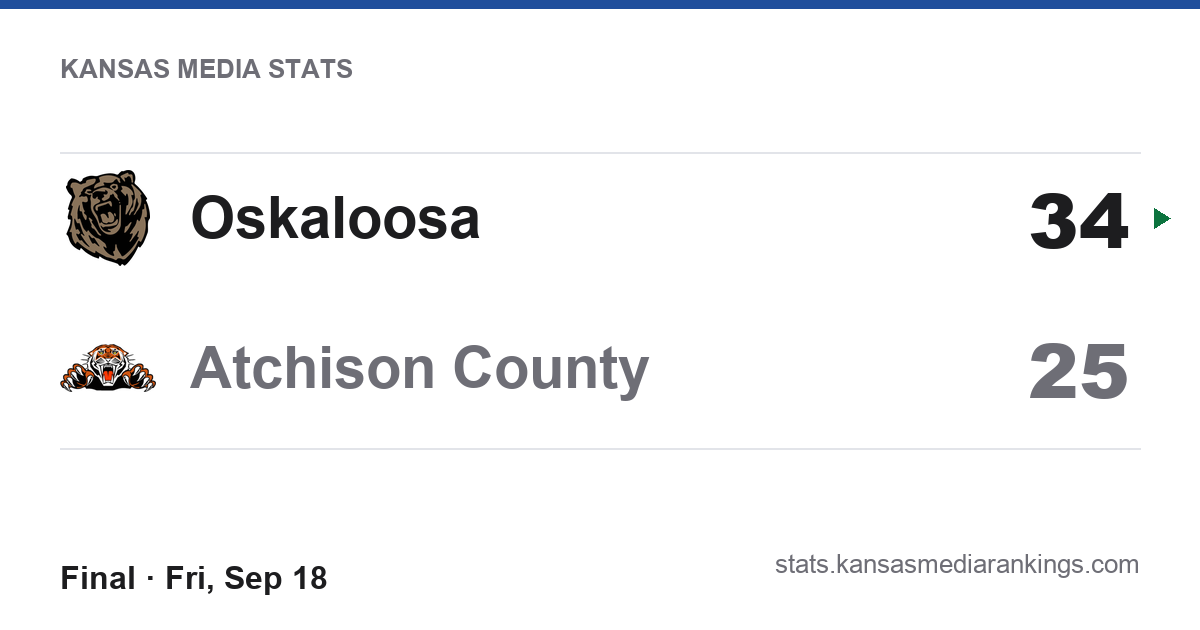 KANSAS MEDIA STATS
Oskaloosa 34
Atchison County 25
Final · Fri, Sep 18
stats.kansasmediarankings.com